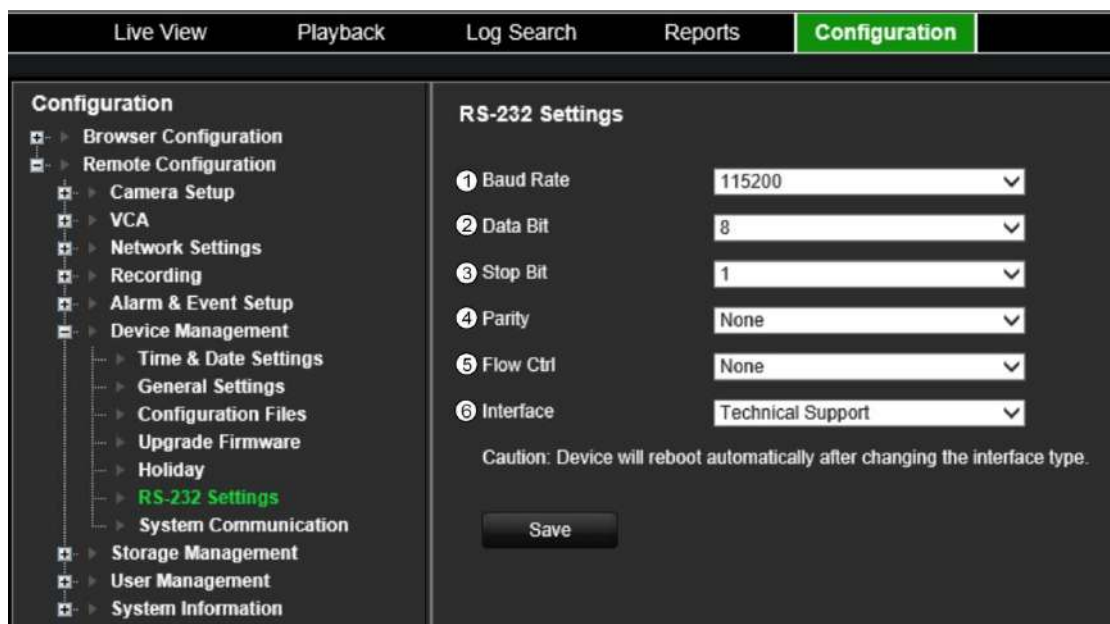 Live View Playback Log Search Reports Configuration
Configuration
Browser Configuration
Remote Configuration
Camera Setup
VCA
Network Settings
Recording
Alarm & Event Setup
Device Management
Time & Date Settings
General Settings
Configuration Files
Upgrade Firmware
Holiday
RS-232 Settings
System Communication
Storage Management
User Management
System Information
RS-232 Settings
① Baud Rate 115200
② Data Bit 8
③ Stop Bit 1
④ Parity None
⑤ Flow Ctrl None
⑥ Interface Technical Support
Caution: Device will reboot automatically after changing the interface type.
Save